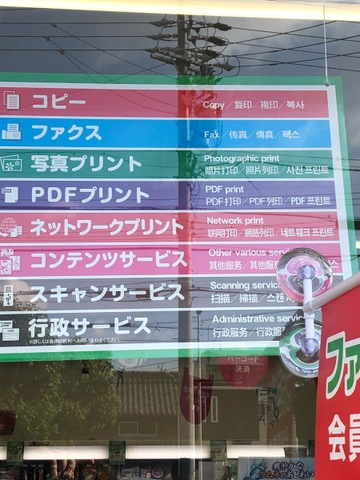 コピー
Copy／复印／複印／복사
ファクス
Fax／传真／傳真／팩스
写真プリント
Photographic print
照片打印／照片列印／사진 프린트
PDFプリント
PDF print
PDF打印／PDF列印／PDF 프린트
ネットワークプリント
Network print
联网打印／網路列印／네트워크 프린트
コンテンツサービス
Other various
其他服务／其他服
スキャンサービス
Scanning
扫描／掃描／스캔
行政サービス
Administrative
行政服务／行政服
バーコード
決済
ファ
会員